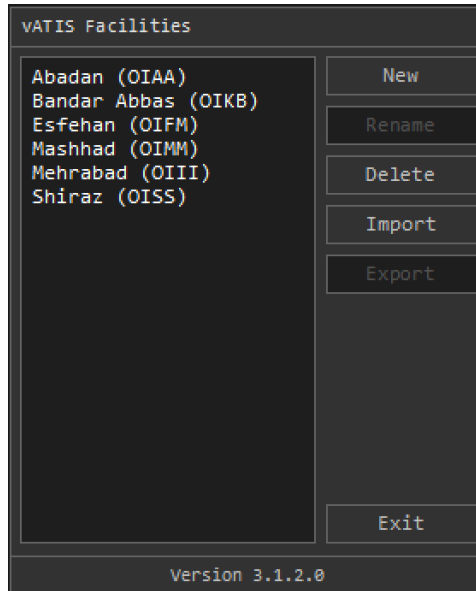 vATIS Facilities
Abadan (OIAA)
Bandar Abbas (OIKB)
Esfehan (OIFM)
Mashhad (OIMM)
Mehrabad (OIII)
Shiraz (OISS)
New
Rename
Delete
Import
Export
Exit
Version 3.1.2.0